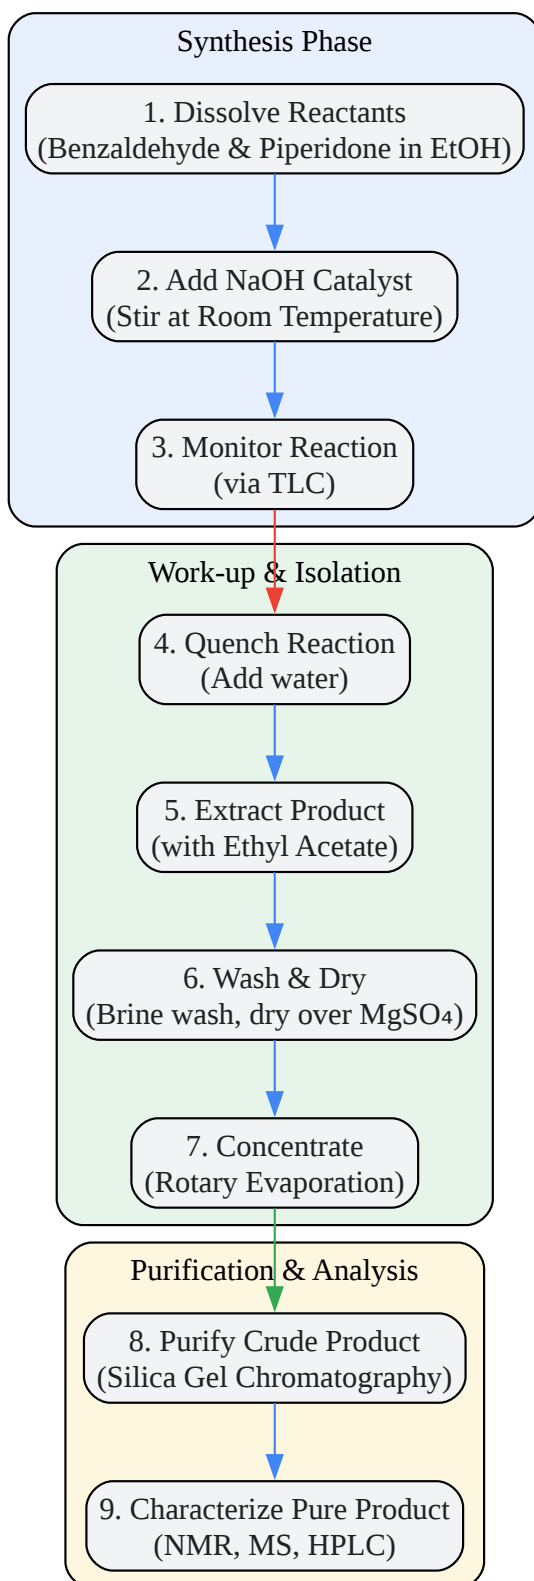 Synthesis Phase
1. Dissolve Reactants
(Benzaldehyde & Piperidone in EtOH)
2. Add NaOH Catalyst
(Stir at Room Temperature)
3. Monitor Reaction
(via TLC)
Work-up & Isolation
4. Quench Reaction
(Add water)
5. Extract Product
(with Ethyl Acetate)
6. Wash & Dry
(Brine wash, dry over MgSO₄)
7. Concentrate
(Rotary Evaporation)
Purification & Analysis
8. Purify Crude Product
(Silica Gel Chromatography)
9. Characterize Pure Product
(NMR, MS, HPLC)